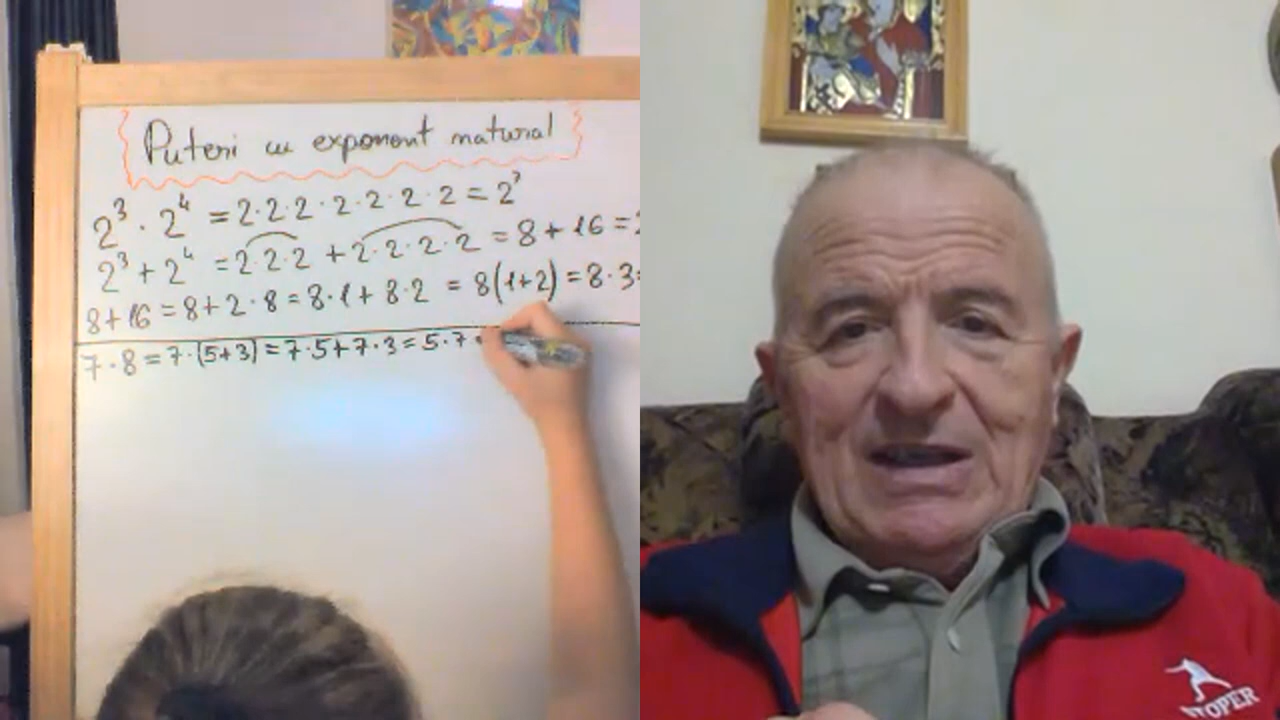 Puteri cu exponent natural
2³ · 2⁴ = 2·2·2·2·2·2·2 = 2⁷
2³ + 2⁴ = 2·2·2 + 2·2·2·2 = 8 + 16 = 2
8+16 = 8+2·8 = 8·1 + 8·2 = 8(1+2) = 8·3=
7·8 = 7·(5+3) = 7·5+7·3 = 5·7
OPER